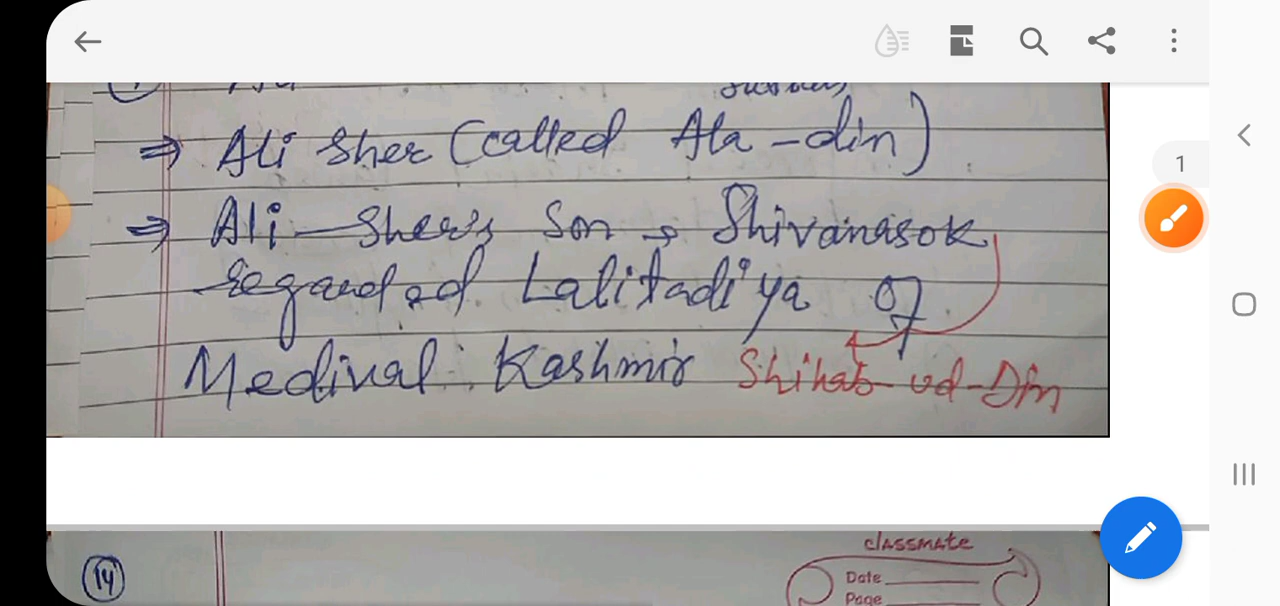 1
⇒ Ali Sher (called Ala-din)
⇒ Ali-Sher's Son → Shivanasok
regarded Lalitadiya of
Medival Kashmir Shihab-ud-Din
classmate
14
Date
Page